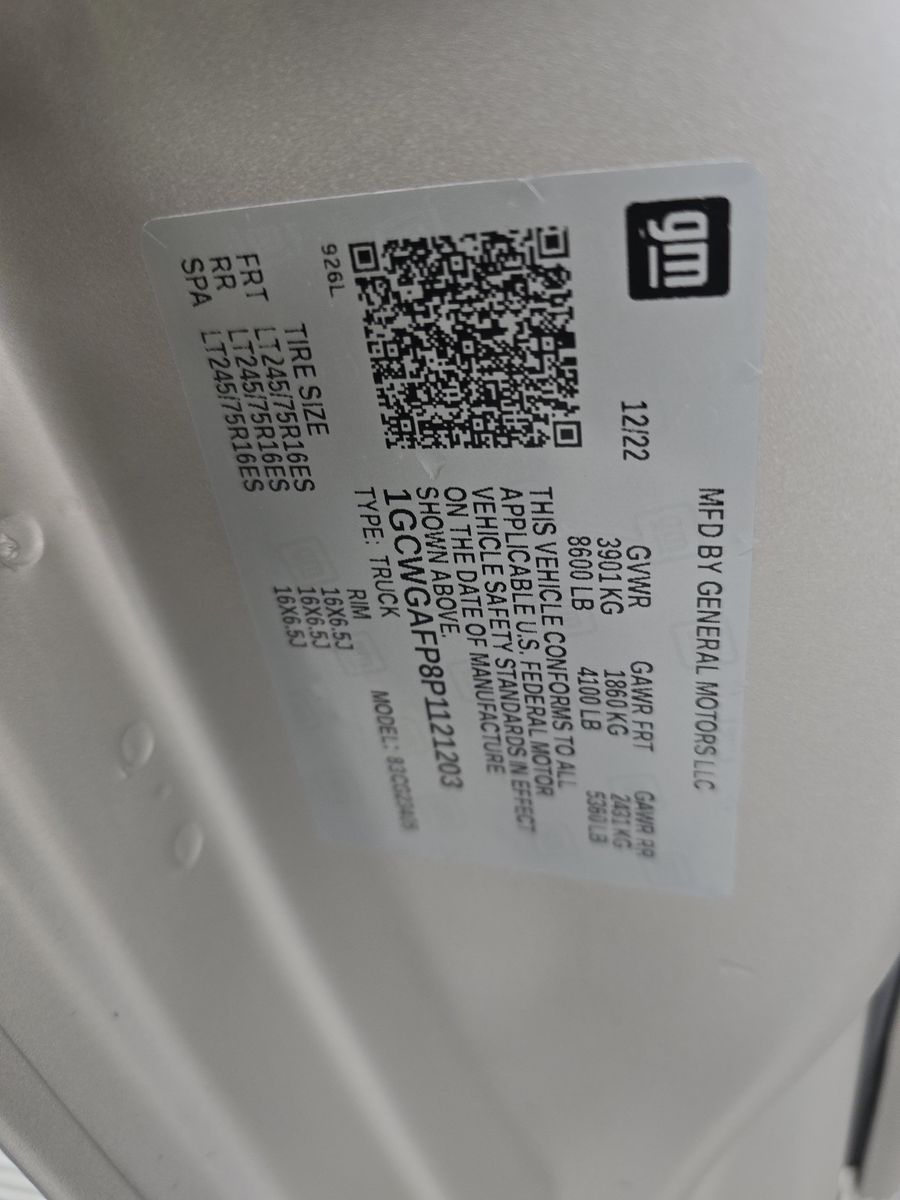 gm
MFD BY GENERAL MOTORS LLC
12/22
GVWR GAWR FRT GAWR RR
3901 KG 1860 KG 2431 KG
8600 LB 4100 LB 5360 LB
THIS VEHICLE CONFORMS TO ALL
APPLICABLE U.S. FEDERAL MOTOR
VEHICLE SAFETY STANDARDS IN EFFECT
ON THE DATE OF MANUFACTURE
SHOWN ABOVE.
1GCWGAFP8P1121203
TYPE: TRUCK MODEL:
926L
TIRE SIZE RIM
FRT LT245/75R16ES 16X6.5J
RR LT245/75R16ES 16X6.5J
SPA LT245/75R16ES 16X6.5J